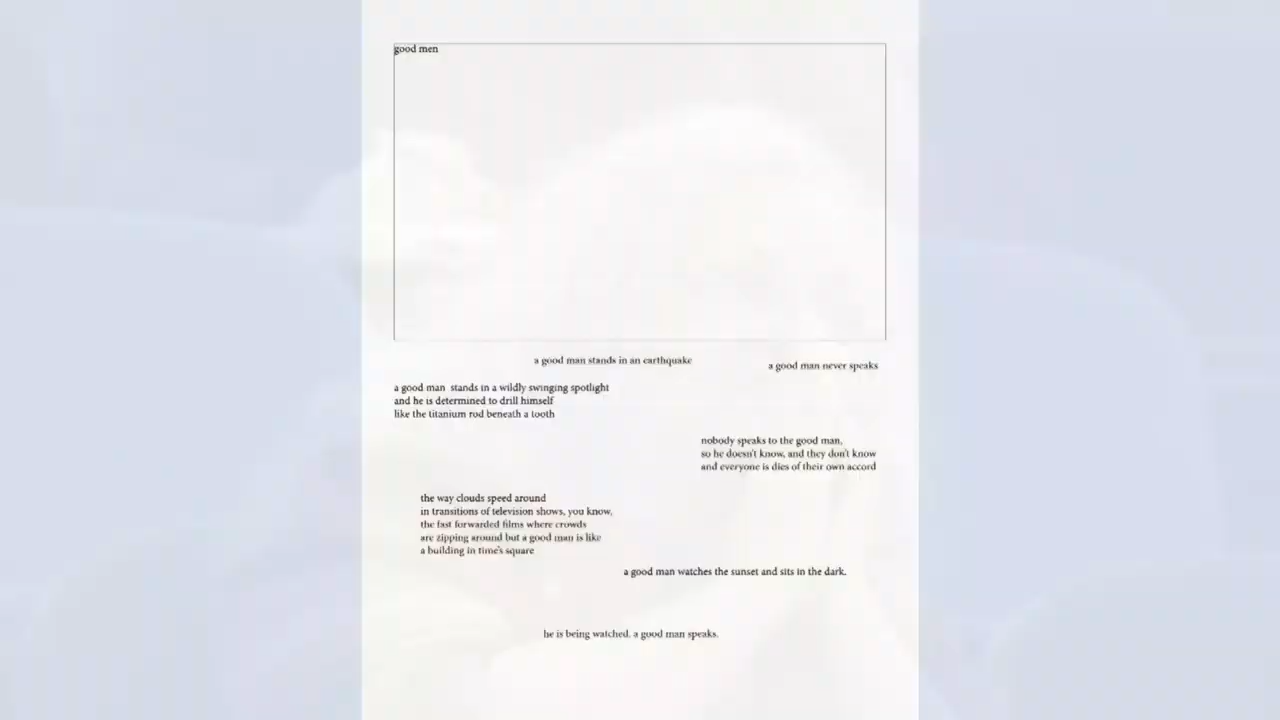 good men
a good man stands in an earthquake
a good man never speaks
a good man  stands in a wildly swinging spotlight
and he is determined to drill himself
like the titanium rod beneath a tooth
nobody speaks to the good man,
so he doesn't know, and they don't know
and everyone is dies of their own accord
the way clouds speed around
in transitions of television shows, you know,
the fast forwarded films where crowds
are zipping around but a good man is like
a building in time's square
a good man watches the sunset and sits in the dark.
he is being watched. a good man speaks.